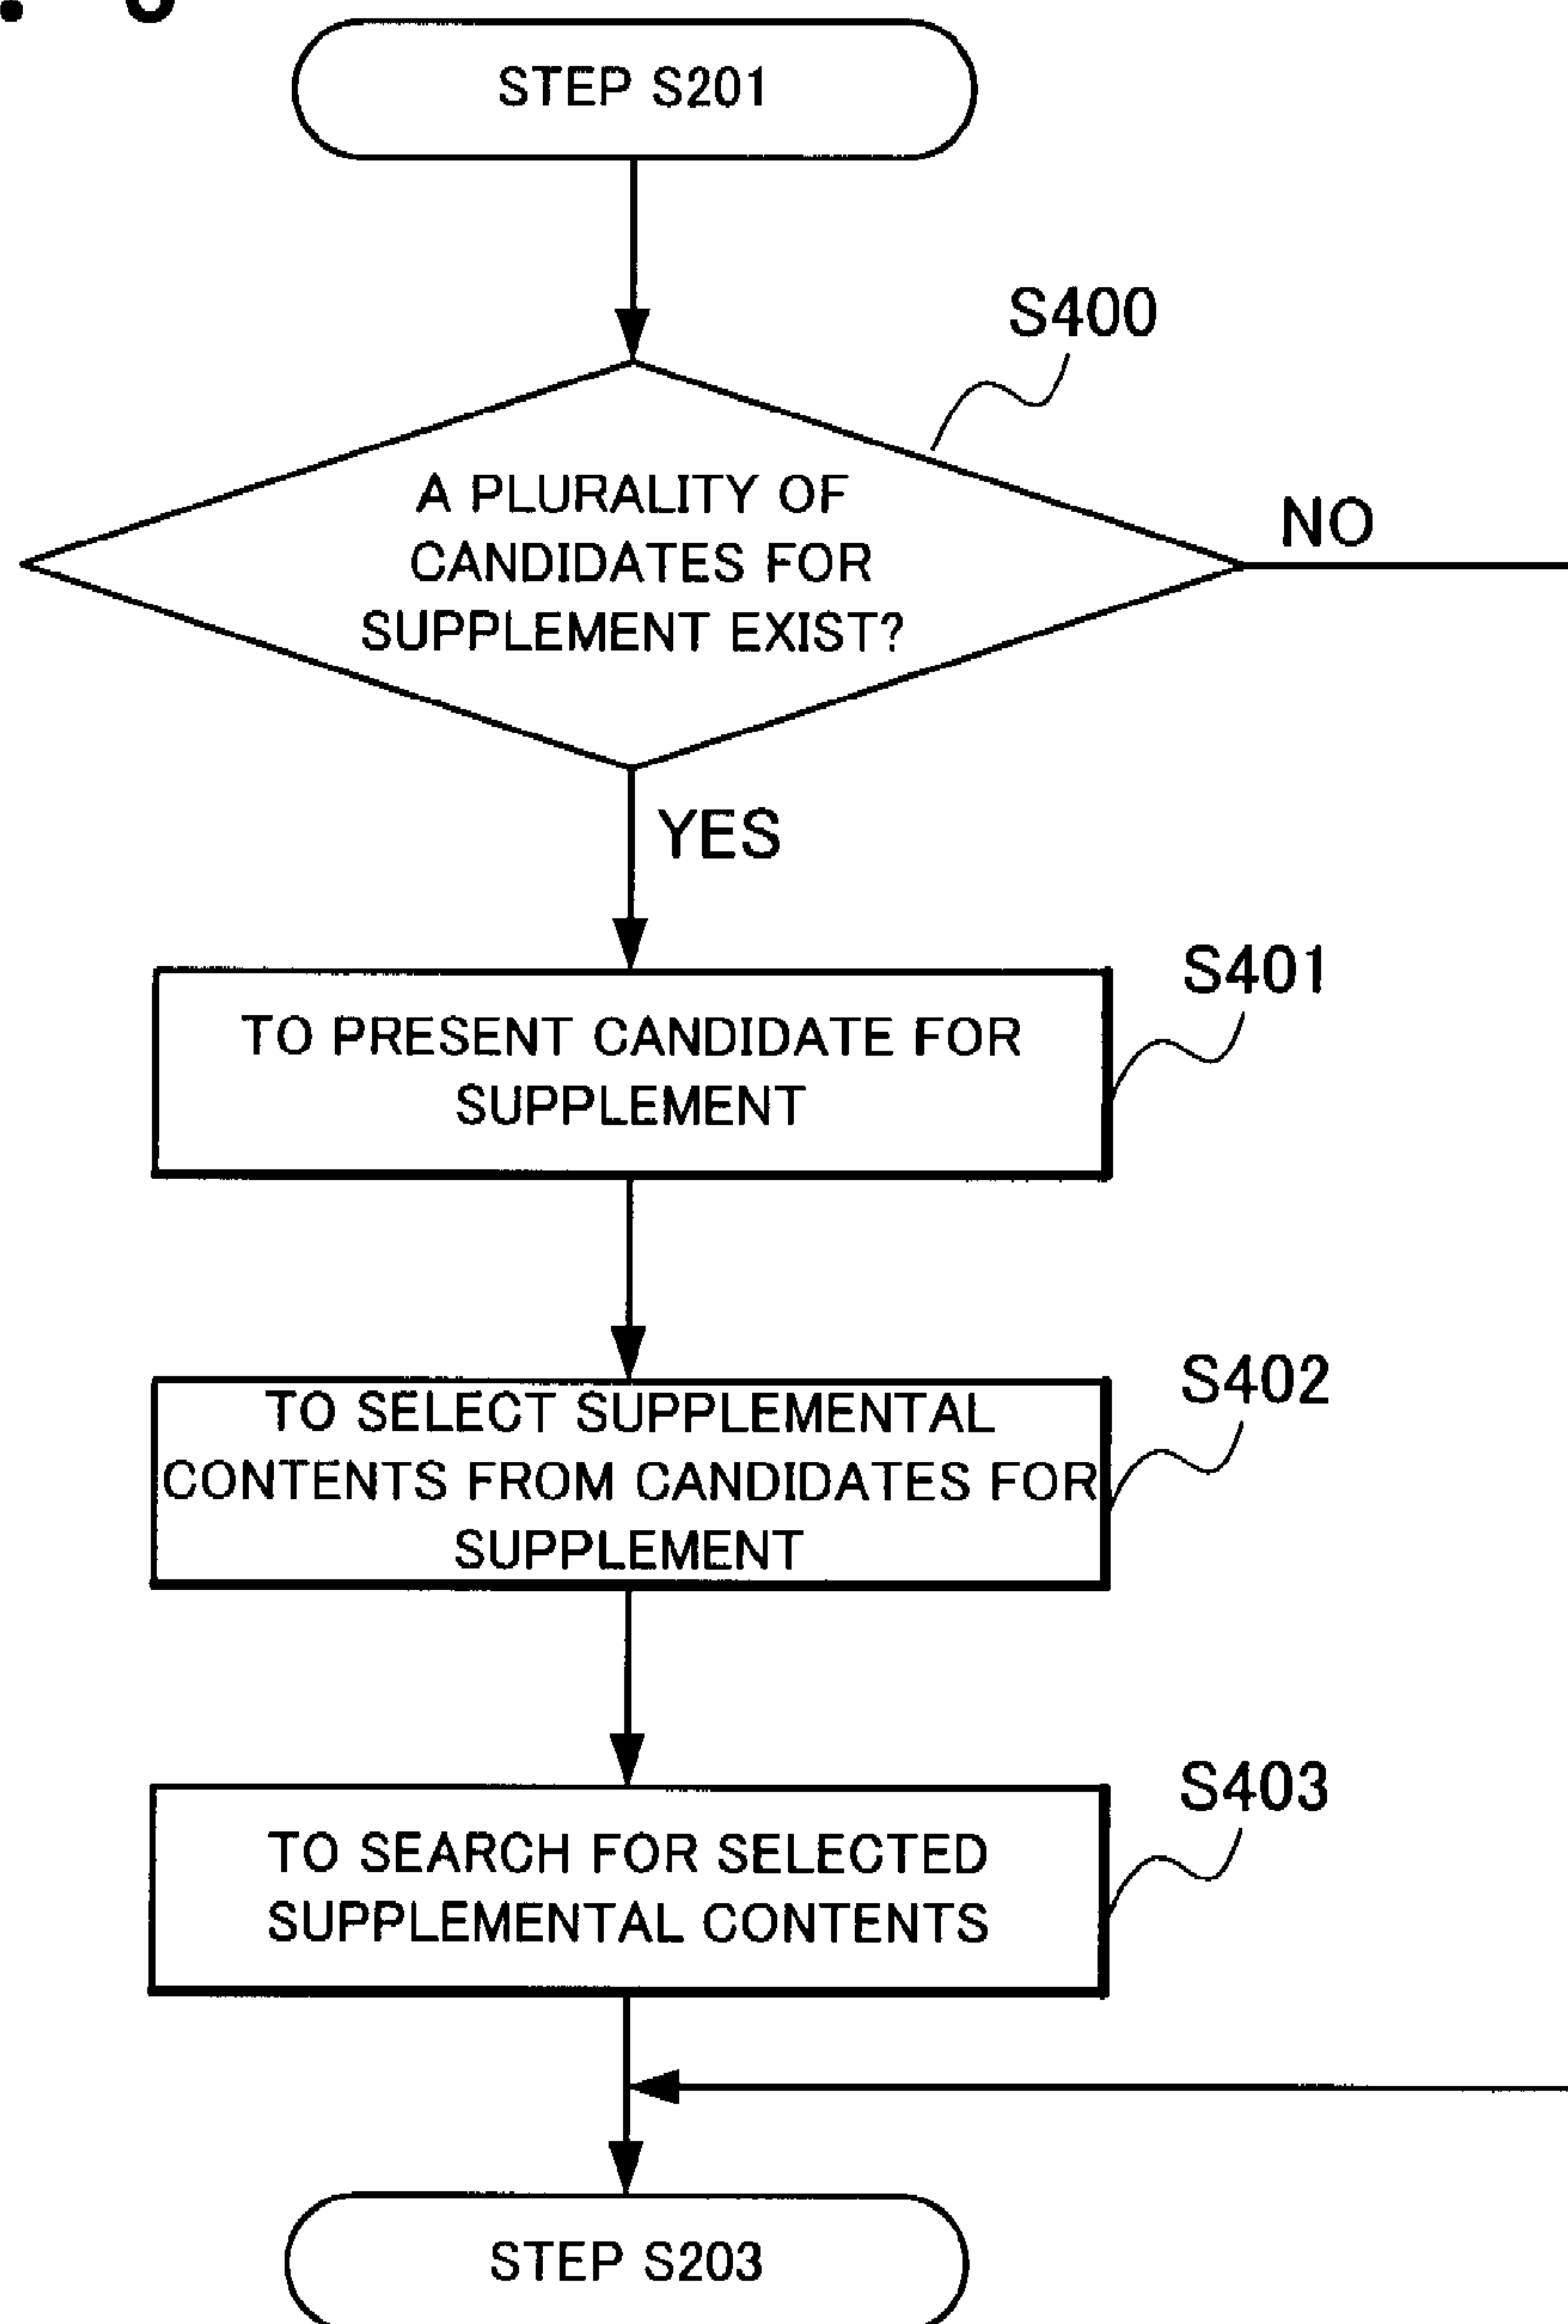 STEP S201
S400
A PLURALITY OF
CANDIDATES FOR
SUPPLEMENT EXIST?
NO
YES
S401
TO PRESENT CANDIDATE FOR
SUPPLEMENT
S402
TO SELECT SUPPLEMENTAL
CONTENTS FROM CANDIDATES FOR
SUPPLEMENT
S403
TO SEARCH FOR SELECTED
SUPPLEMENTAL CONTENTS
STEP S203